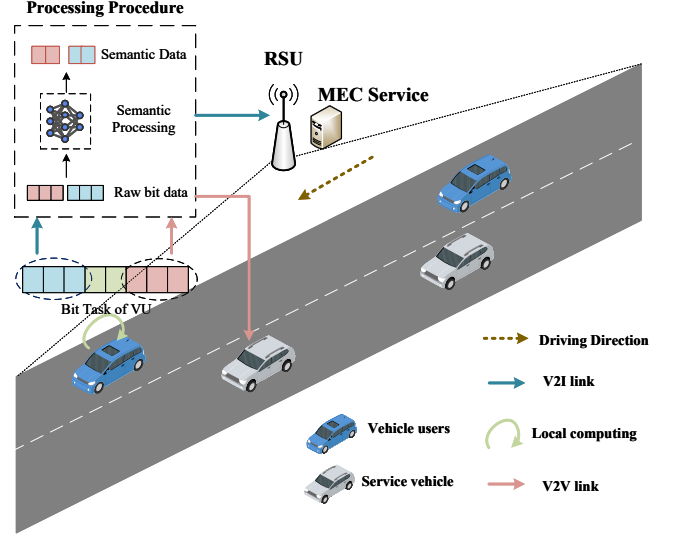 Processing Procedure
Semantic Data
Semantic
Processing
Raw bit data
RSU
MEC Service
Bit Task of VU
Driving Direction
V2I link
Vehicle users
Local computing
Service vehicle
V2V link